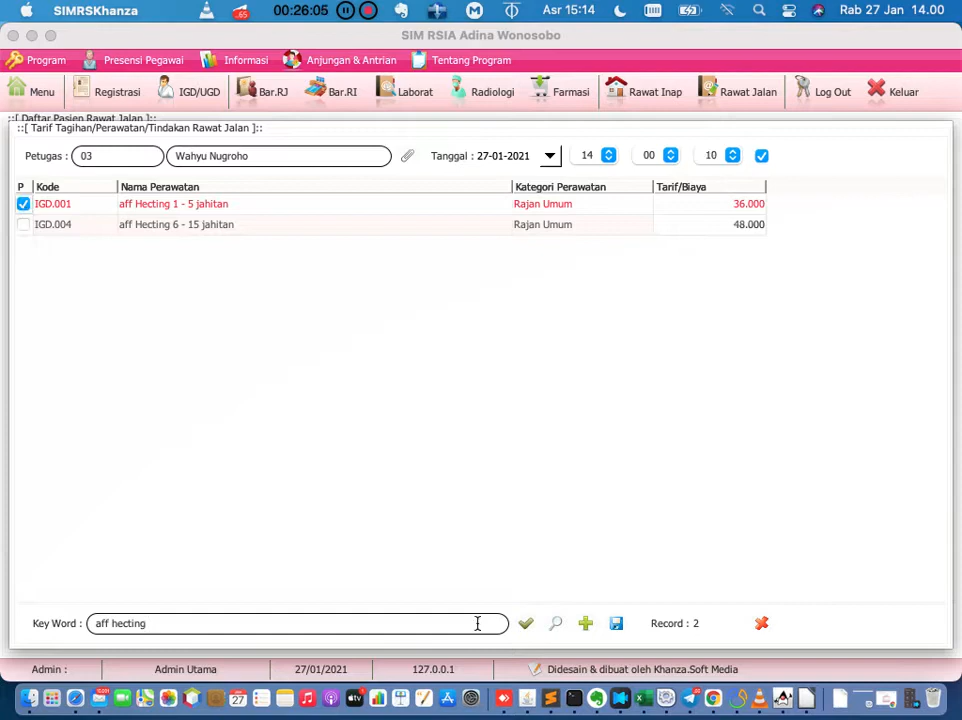 SIMRSKhanza 65 00:26:05 Asr 15:14 Rab 27 Jan 14.00
SIM RSIA Adina Wonosobo
Program Presensi Pegawai Informasi Anjungan & Antrian Tentang Program
Menu Registrasi IGD/UGD Bar.RJ Bar.RI Laborat Radiologi Farmasi Rawat Inap Rawat Jalan Log Out Keluar
::[ Daftar Pasien Rawat Jalan ]::
::[ Tarif Tagihan/Perawatan/Tindakan Rawat Jalan ]::
Petugas : 03 Wahyu Nugroho Tanggal : 27-01-2021 14 00 10
P Kode Nama Perawatan Kategori Perawatan Tarif/Biaya
IGD.001 aff Hecting 1 - 5 jahitan Rajan Umum 36.000
IGD.004 aff Hecting 6 - 15 jahitan Rajan Umum 48.000
Key Word : aff hecting Record : 2
Admin : Admin Utama 27/01/2021 127.0.0.1 Didesain & dibuat oleh Khanza.Soft Media